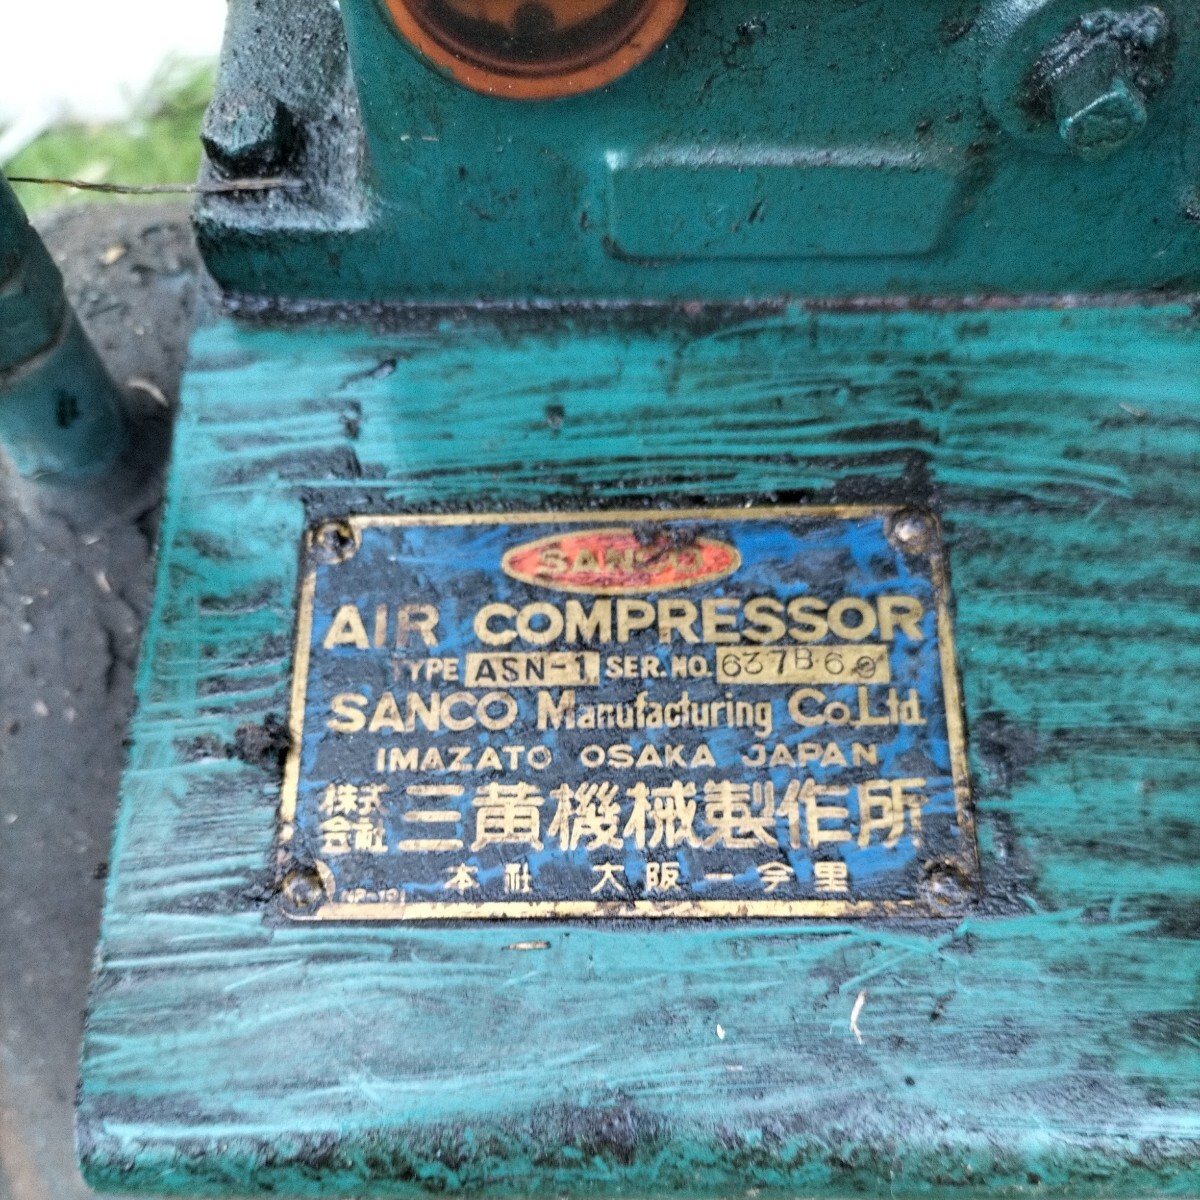 SANCO
AIR COMPRESSOR
TYPE ASN-1 SER.NO.
SANCO Manufacturing Co.Ltd.
IMAZATO OSAKA JAPAN
株式会社 三黄機械製作所
本社 大阪－今里